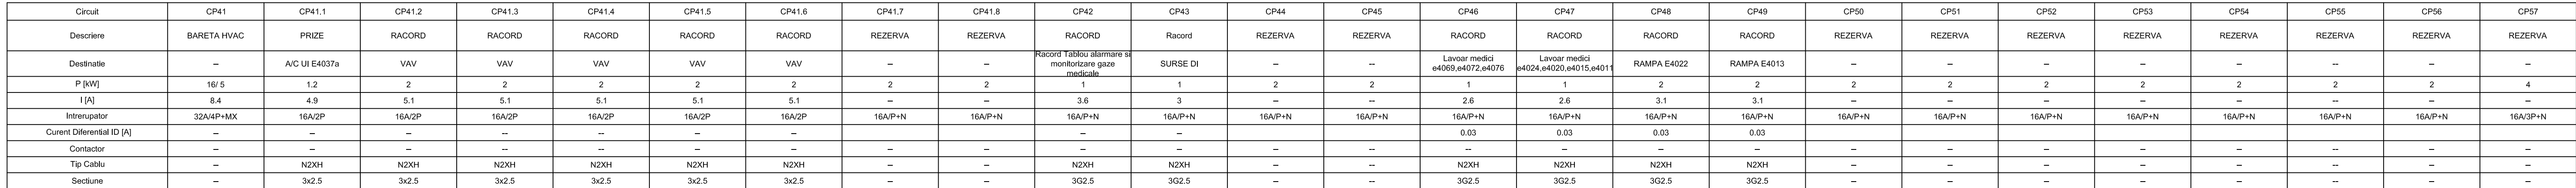 Circuit CP41 CP41.1 CP41.2 CP41.3 CP41.4 CP41.5 CP41.6 CP41.7 CP41.8 CP42 CP43 CP44 CP45 CP46 CP47 CP48 CP49 CP50 CP51 CP52 CP53 CP54 CP55 CP56 CP57
Descriere BARETA HVAC PRIZE RACORD RACORD RACORD RACORD RACORD REZERVA REZERVA RACORD Racord REZERVA REZERVA RACORD RACORD RACORD RACORD REZERVA REZERVA REZERVA REZERVA REZERVA REZERVA REZERVA REZERVA
Destinatie -- A/C UI E4037a VAV VAV VAV VAV VAV -- -- Racord Tablou alarmare si monitorizare gaze medicale SURSE DI -- -- Lavoar medici e4069,e4072,e4076 Lavoar medici e4024,e4020,e4015,e4011 RAMPA E4022 RAMPA E4013 -- -- -- -- -- -- -- --
P [kW] 16/ 5 1.2 2 2 2 2 2 2 2 1 1 2 2 1 1 2 2 2 2 2 2 2 2 2 4
I [A] 8.4 4.9 5.1 5.1 5.1 5.1 5.1 -- -- 3.6 3 -- -- 2.6 2.6 3.1 3.1 -- -- -- -- -- -- -- --
Intrerupator 32A/4P+MX 16A/2P 16A/2P 16A/2P 16A/2P 16A/2P 16A/2P 16A/P+N 16A/P+N 16A/P+N 16A/P+N 16A/P+N 16A/P+N 16A/P+N 16A/P+N 16A/P+N 16A/P+N 16A/P+N 16A/P+N 16A/P+N 16A/P+N 16A/P+N 16A/P+N 16A/P+N 16A/3P+N
Curent Diferential ID [A] -- -- -- -- -- -- -- -- -- 0.03 0.03 0.03 0.03
Contactor -- -- -- -- -- -- -- -- -- -- -- -- -- -- -- -- -- -- -- -- -- -- -- -- --
Tip Cablu -- N2XH N2XH N2XH N2XH N2XH N2XH -- -- N2XH N2XH -- -- N2XH N2XH N2XH N2XH -- -- -- -- -- -- -- --
Sectiune -- 3x2.5 3x2.5 3x2.5 3x2.5 3x2.5 3x2.5 -- -- 3G2.5 3G2.5 -- -- 3G2.5 3G2.5 3G2.5 3G2.5 -- -- -- -- -- -- -- --